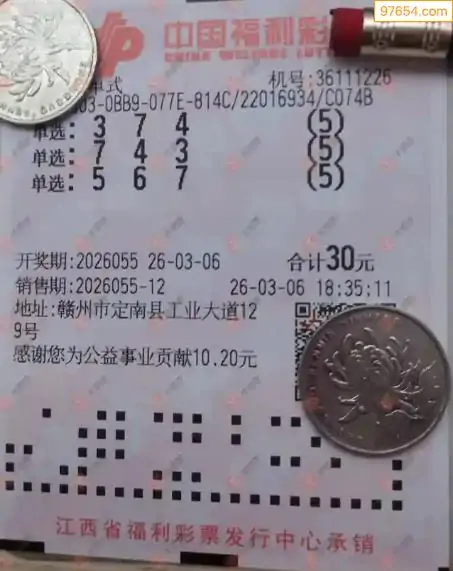 97654.com
中国福利彩
CHINA WELFARE LOTT
单式 机号:36111226
03-0BB9-077E-814C/22016934/C074B
单选: 3 7 4 (5)
单选: 7 4 3 (5)
单选: 5 6 7 (5)
开奖期:2026055 26-03-06 合计30元
销售期:2026055-12 26-03-06 18:35:11
地址:赣州市定南县工业大道12
9号
感谢您为公益事业贡献10.20元
江西省福利彩票发行中心承销